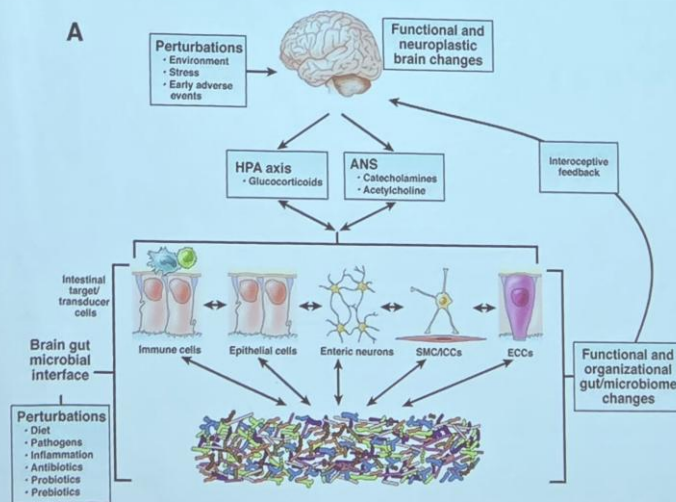 A
Perturbations
· Environment
· Stress
· Early adverse
events
Functional and
neuroplastic
brain changes
HPA axis
· Glucocorticoids
ANS
· Catecholamines
· Acetylcholine
Interoceptive
feedback
Intestinal
target/
transducer
cells
Immune cells
Epithelial cells
Enteric neurons
SMC/ICCs
ECCs
Brain gut
microbial
interface
Functional and
organizational
gut/microbiome
changes
Perturbations
· Diet
· Pathogens
· Inflammation
· Antibiotics
· Probiotics
· Prebiotics